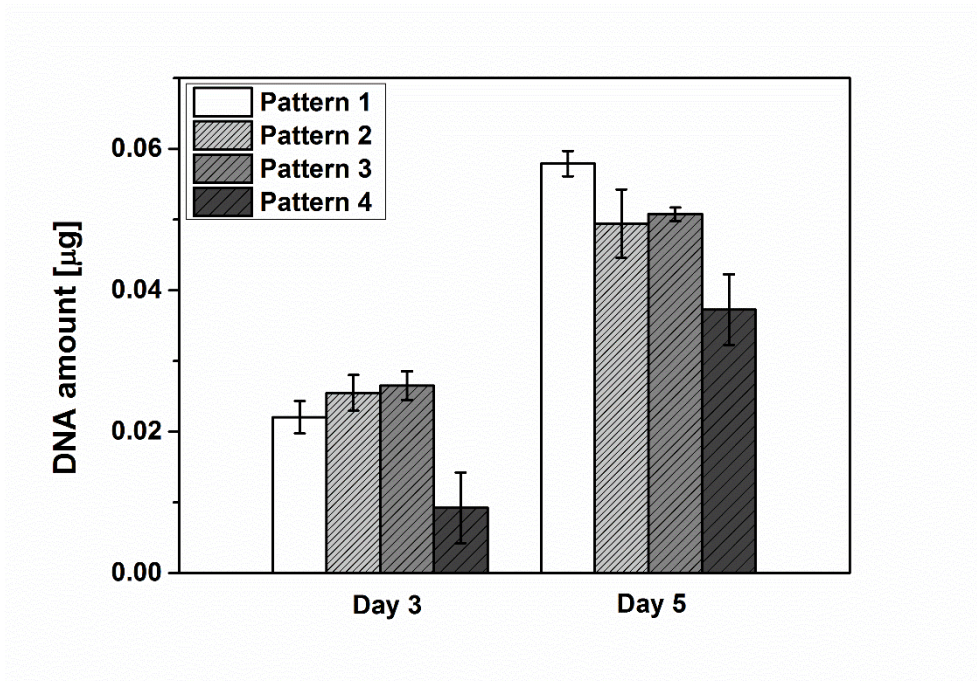 Pattern 1
Pattern 2
Pattern 3
Pattern 4
DNA amount [μg]
0.06
0.04
0.02
0.00
Day 3
Day 5